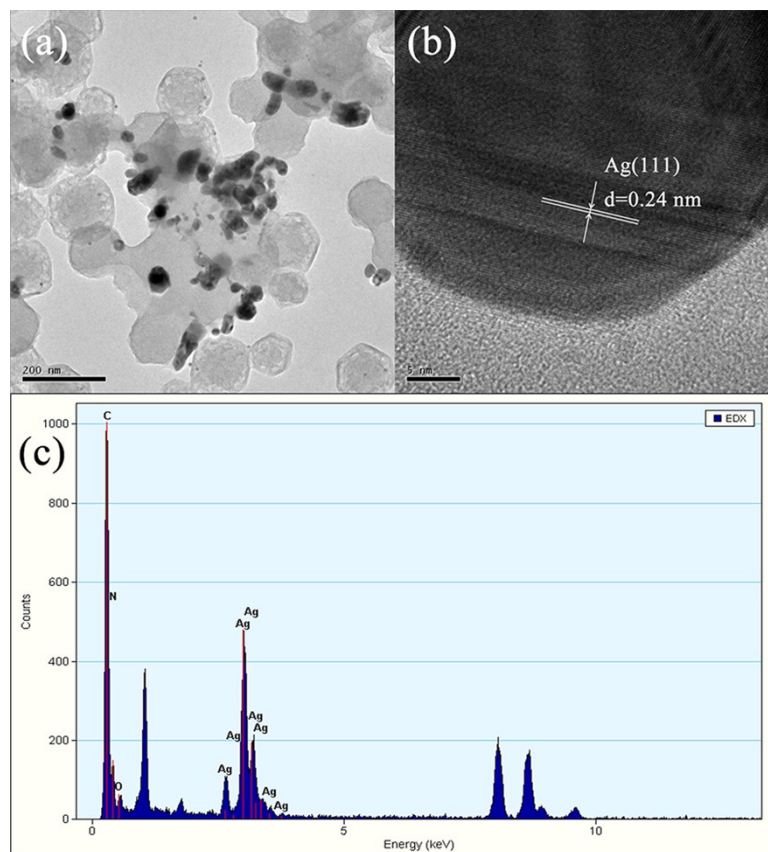 (a)
200 nm
(b)
Ag(111)
d=0.24 nm
5 nm
(c)
EDX
C
N
O
Ag
Ag
Ag
Ag
Ag
Ag
Ag
Ag
1000
800
600
400
200
0
Counts
0
5
10
Energy (keV)